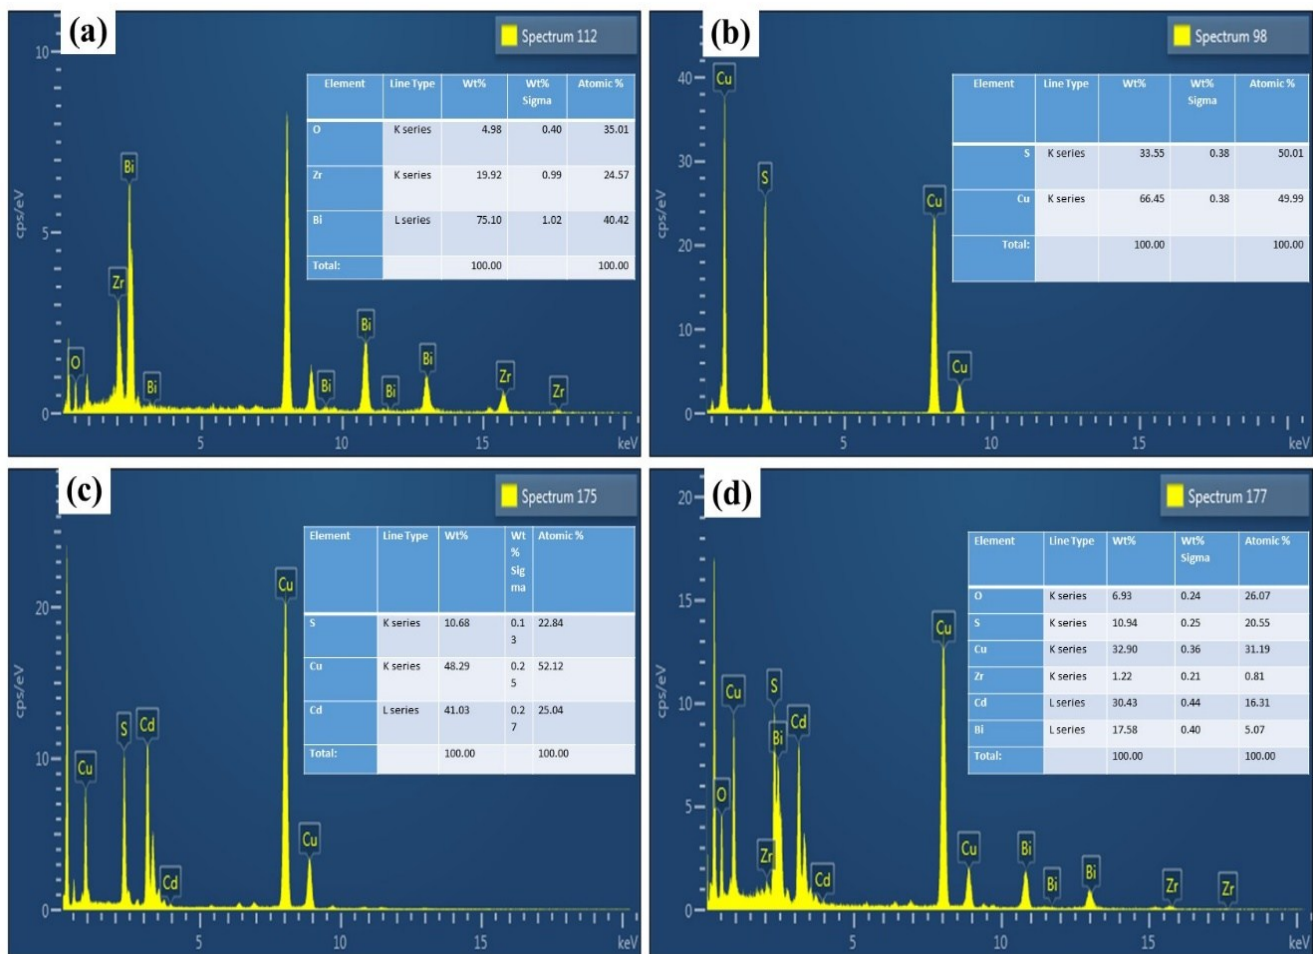 (a)
Spectrum 112
Element Line Type Wt% Wt% Sigma Atomic %
O K series 4.98 0.40 35.01
Zr K series 19.92 0.99 24.57
Bi L series 75.10 1.02 40.42
Total: 100.00 100.00
cps/eV
10
5
0
O
Zr
Bi
Bi
Bi
Bi
Bi
Bi
Zr
Zr
5 10 15 keV
(b)
Spectrum 98
Element Line Type Wt% Wt% Sigma Atomic %
S K series 33.55 0.38 50.01
Cu K series 66.45 0.38 49.99
Total: 100.00 100.00
cps/eV
40
30
20
10
0
Cu
S
Cu
Cu
5 10 15 keV
(c)
Spectrum 175
Element Line Type Wt% Wt % Sig ma Atomic %
S K series 10.68 0.1 3 22.84
Cu K series 48.29 0.2 5 52.12
Cd L series 41.03 0.2 7 25.04
Total: 100.00 100.00
cps/eV
20
10
0
Cu
S
Cd
Cd
Cu
Cu
5 10 15 keV
(d)
Spectrum 177
Element Line Type Wt% Wt% Sigma Atomic %
O K series 6.93 0.24 26.07
S K series 10.94 0.25 20.55
Cu K series 32.90 0.36 31.19
Zr K series 1.22 0.21 0.81
Cd L series 30.43 0.44 16.31
Bi L series 17.58 0.40 5.07
Total: 100.00 100.00
cps/eV
20
15
10
5
0
O
Cu
Zr
S
Bi
Cd
Cd
Cu
Cu
Bi
Bi
Bi
Zr
Zr
5 10 15 keV